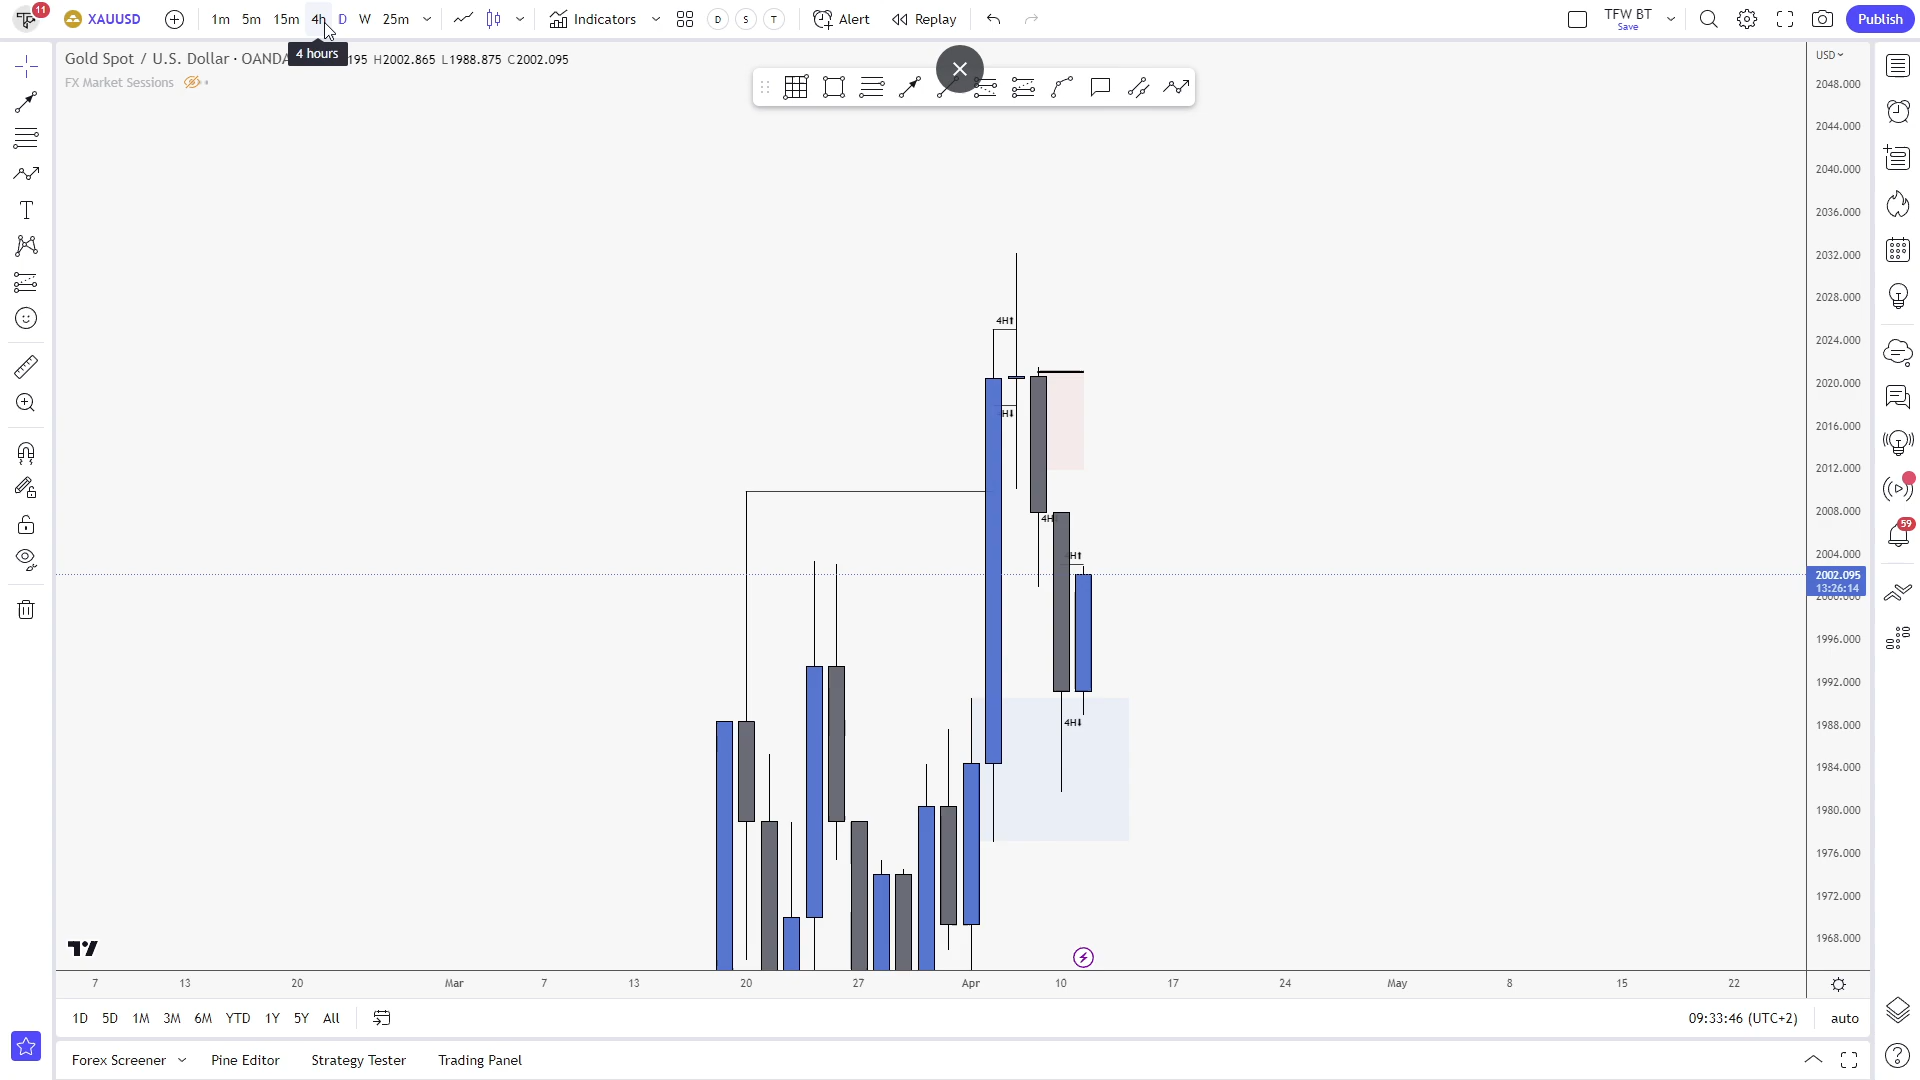 11
XAUUSD
1m
5m
15m
4h
D
W
25m
Indicators
D
S
T
Alert
Replay
TFW BT
Save
Publish
4 hours
Gold Spot / U.S. Dollar · OANDA
195 H2002.865 L1988.875 C2002.095
FX Market Sessions
USD
2048.000
2044.000
2040.000
2036.000
2032.000
2028.000
2024.000
2020.000
2016.000
2012.000
2008.000
2004.000
2002.095
13:26:14
1996.000
1992.000
1988.000
1984.000
1980.000
1976.000
1972.000
1968.000
4H↑
4H↓
59
7
13
20
Mar
7
13
20
27
Apr
10
17
24
May
8
15
22
1D
5D
1M
3M
6M
YTD
1Y
5Y
All
09:33:46 (UTC+2)
auto
Forex Screener
Pine Editor
Strategy Tester
Trading Panel